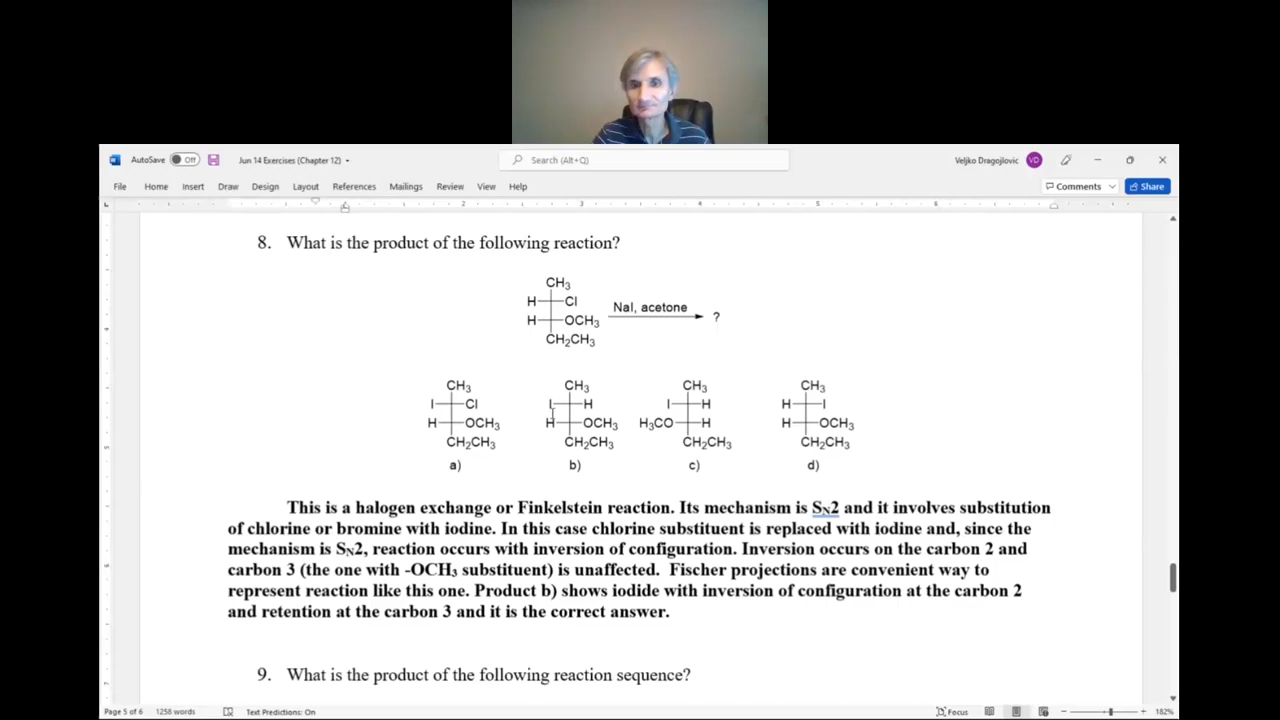 AutoSave Off Jun 14 Exercises (Chapter 12) Search (Alt+Q) Veljko Dragojlovic VD
File Home Insert Draw Design Layout References Mailings Review View Help Comments Share
2 3 4 5 6
8. What is the product of the following reaction?
CH3
H Cl
H OCH3
CH2CH3
NaI, acetone
?
CH3
I Cl
H OCH3
CH2CH3
a)
CH3
I H
H OCH3
CH2CH3
b)
CH3
I H
H3CO H
CH2CH3
c)
CH3
H I
H OCH3
CH2CH3
d)
This is a halogen exchange or Finkelstein reaction. Its mechanism is SN2 and it involves substitution
of chlorine or bromine with iodine. In this case chlorine substituent is replaced with iodine and, since the
mechanism is SN2, reaction occurs with inversion of configuration. Inversion occurs on the carbon 2 and
carbon 3 (the one with -OCH3 substituent) is unaffected. Fischer projections are convenient way to
represent reaction like this one. Product b) shows iodide with inversion of configuration at the carbon 2
and retention at the carbon 3 and it is the correct answer.
9. What is the product of the following reaction sequence?
Page 5 of 6 1258 words Text Predictions: On Focus 182%